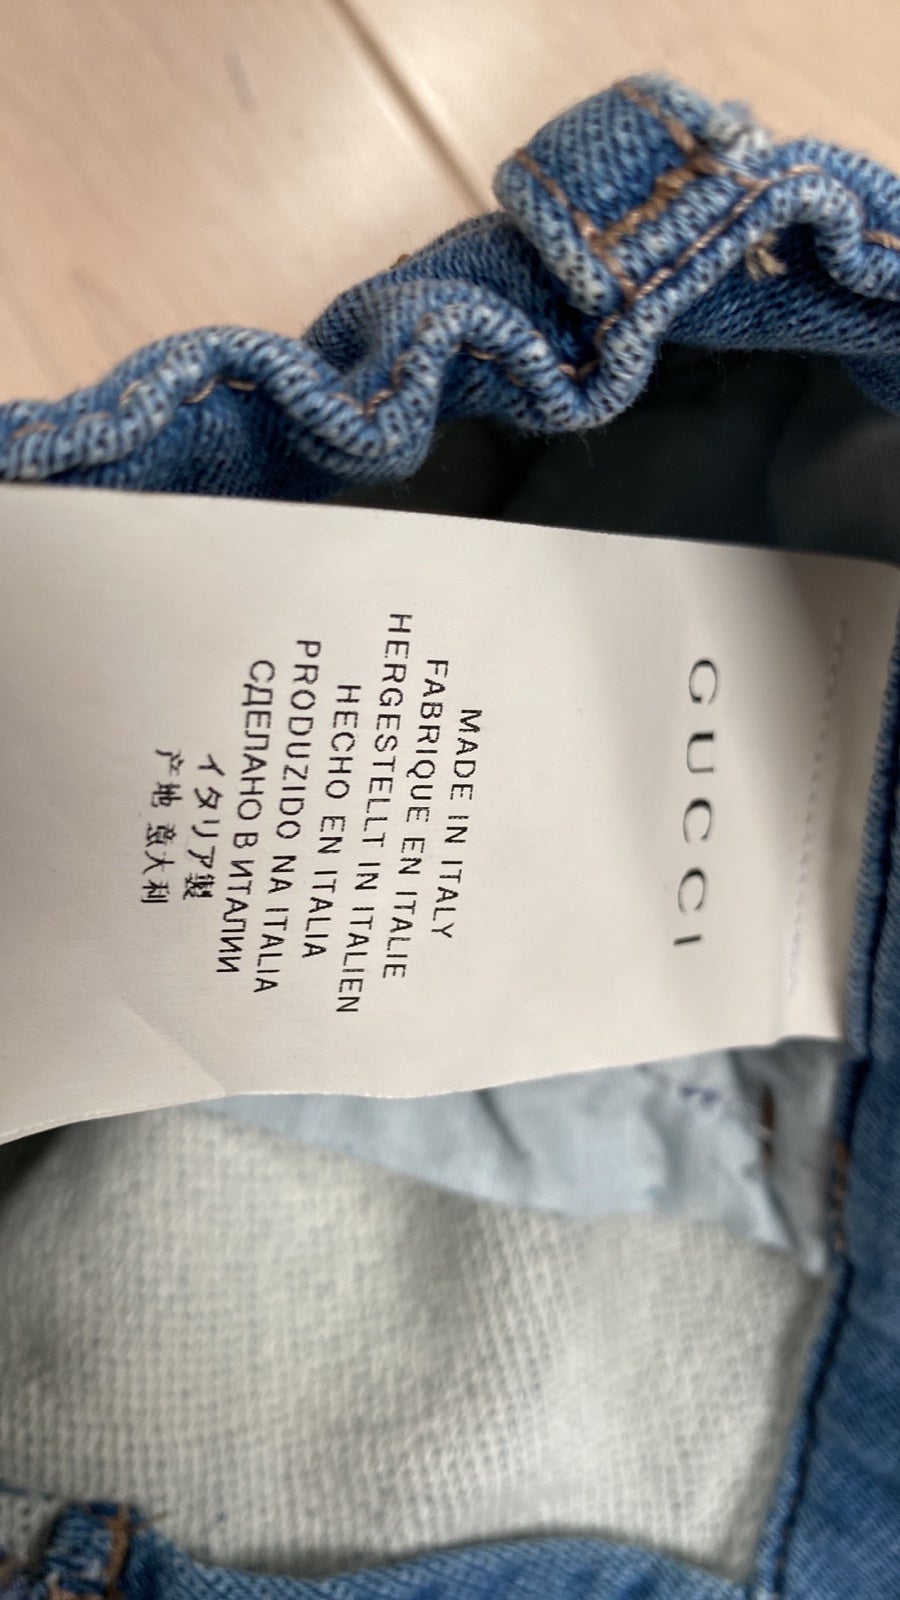 GUCCI
MADE IN ITALY
FABRIQUE EN ITALIE
HERGESTELLT IN ITALIEN
HECHO EN ITALIA
PRODUZIDO NA ITALIA
СДЕЛАНО В ИТАЛИИ
イタリア製
产地 意大利